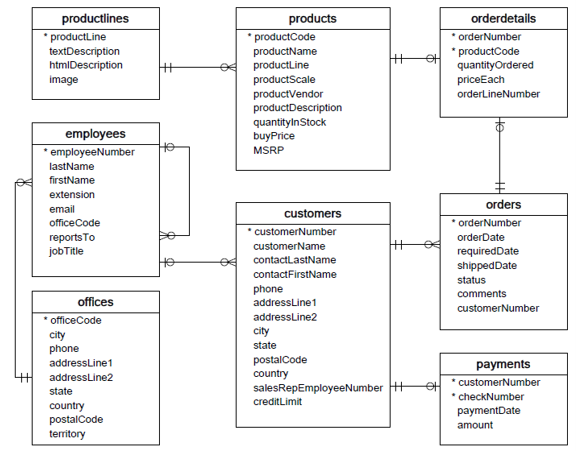 productlines
* productLine
textDescription
htmlDescription
image
products
* productCode
productName
productLine
productScale
productVendor
productDescription
quantityInStock
buyPrice
MSRP
orderdetails
* orderNumber
* productCode
quantityOrdered
priceEach
orderLineNumber
employees
* employeeNumber
lastName
firstName
extension
email
officeCode
reportsTo
jobTitle
customers
* customerNumber
customerName
contactLastName
contactFirstName
phone
addressLine1
addressLine2
city
state
postalCode
country
salesRepEmployeeNumber
creditLimit
orders
* orderNumber
orderDate
requiredDate
shippedDate
status
comments
customerNumber
offices
* officeCode
city
phone
addressLine1
addressLine2
state
country
postalCode
territory
payments
* customerNumber
* checkNumber
paymentDate
amount